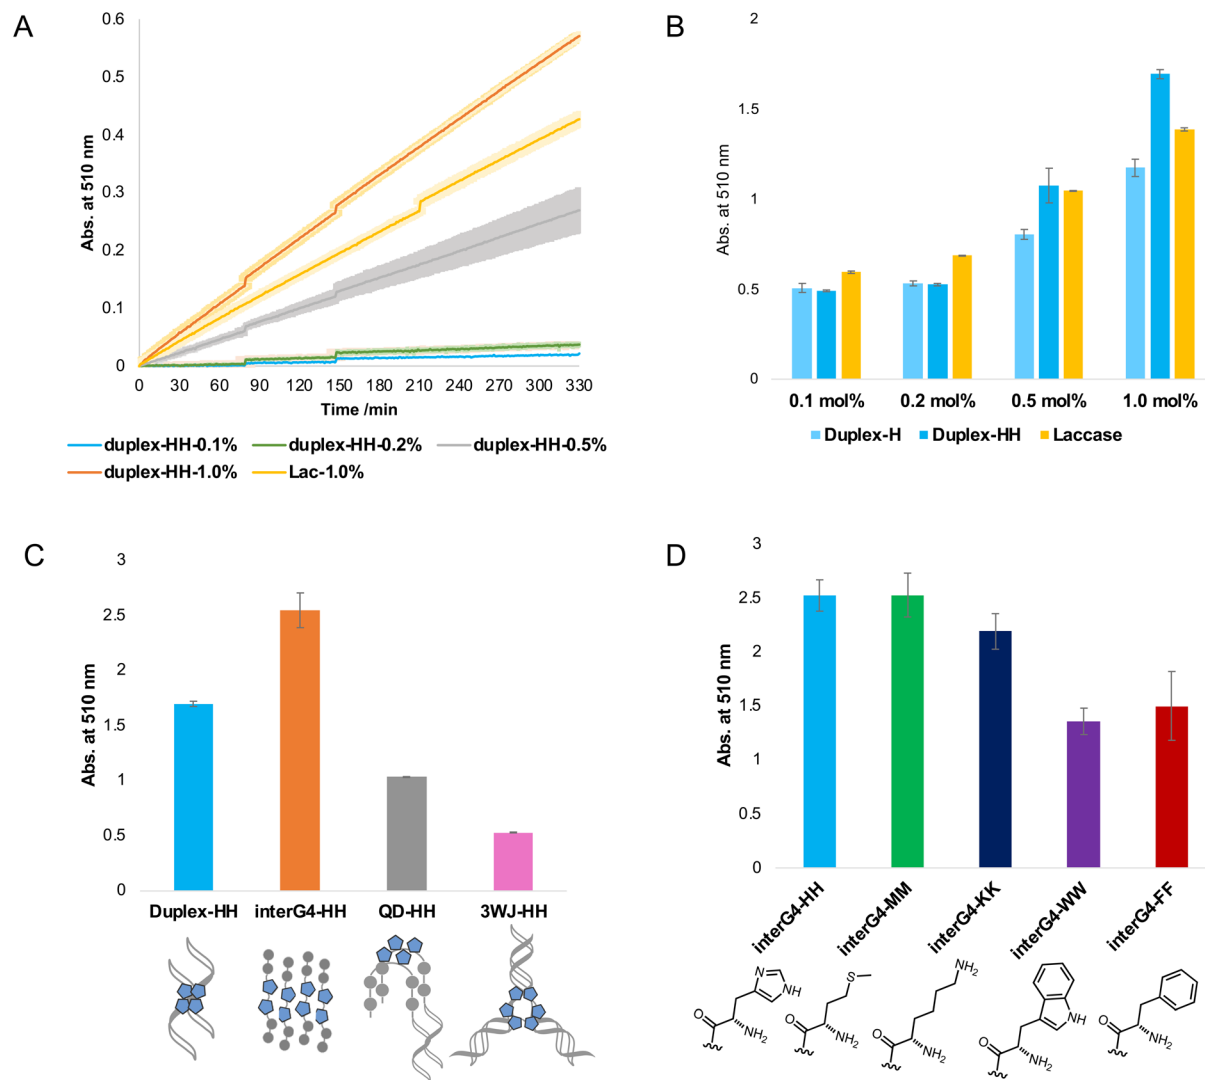 A
0.6
0.5
0.4
0.3
0.2
0.1
0
Abs. at 510 nm
0 30 60 90 120 150 180 210 240 270 300 330
Time /min
duplex-HH-0.1% duplex-HH-0.2% duplex-HH-0.5%
duplex-HH-1.0% Lac-1.0%
B
2
1.5
1
0.5
0
Abs. at 510 nm
0.1 mol% 0.2 mol% 0.5 mol% 1.0 mol%
Duplex-H Duplex-HH Laccase
C
3
2.5
2
1.5
1
0.5
0
Abs. at 510 nm
Duplex-HH interG4-HH QD-HH 3WJ-HH
D
3
2.5
2
1.5
1
0.5
0
Abs. at 510 nm
interG4-HH interG4-MM interG4-KK interG4-WW interG4-FF
N NH O NH2
S O NH2
NH2 O NH2
NH O NH2
O NH2